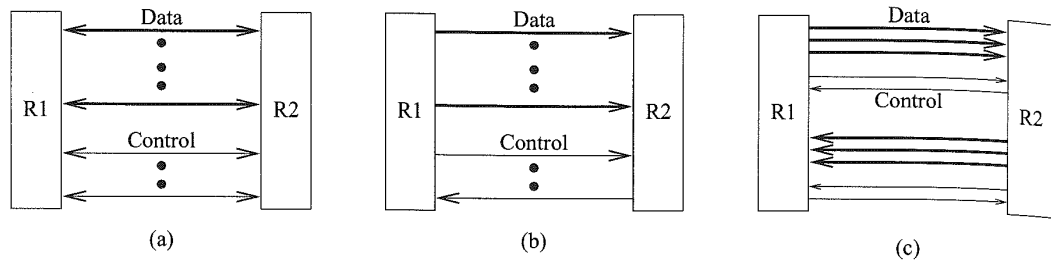 Data
R1
R2
Control
(a)
Data
R1
R2
Control
(b)
Data
R1
R2
Control
(c)